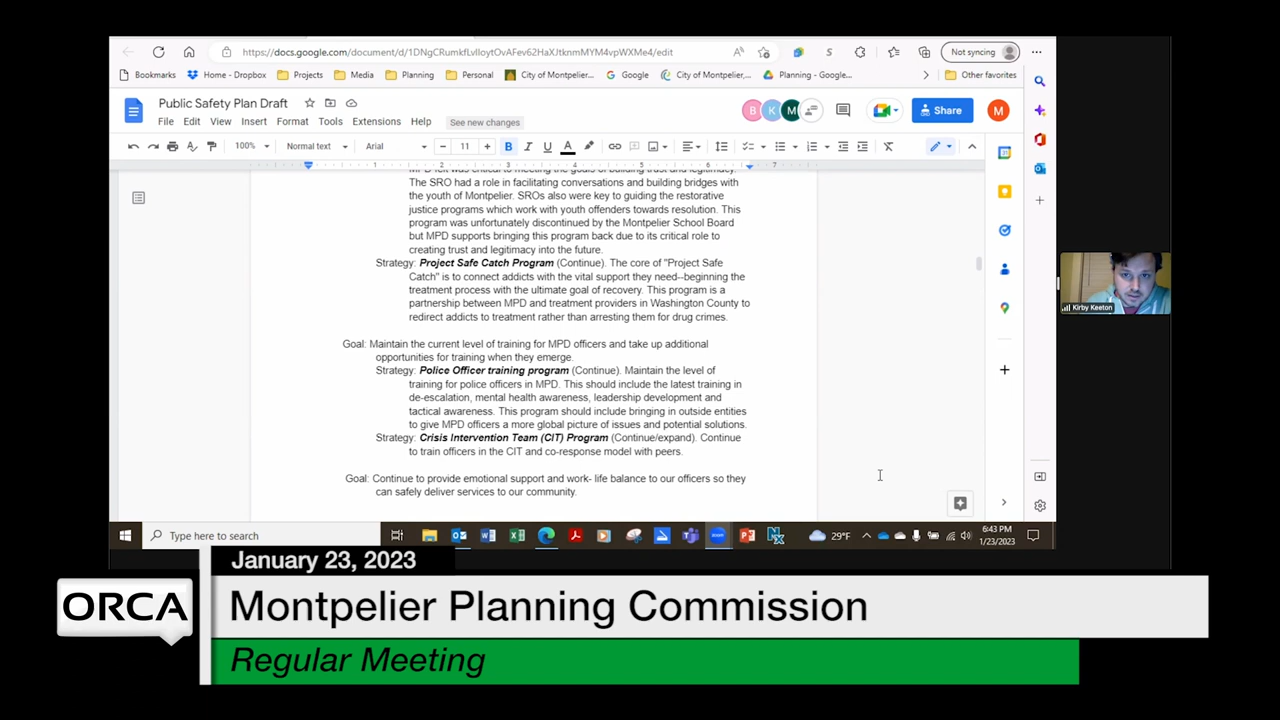 https://docs.google.com/document/d/1DNgCRumkfLvlloytOvAFev62HaXJtknmMYM4vpWXMe4/edit
Not syncing
Bookmarks
Home - Dropbox
Projects
Media
Planning
Personal
City of Montpelier...
Google
City of Montpelier,...
Planning - Google...
Other favorites
Public Safety Plan Draft
File Edit View Insert Format Tools Extensions Help
See new changes
B K M
Share
M
100%
Normal text
Arial
11
B I U A
1 2 3 4 5 6 7
The SRO had a role in facilitating conversations and building bridges with
the youth of Montpelier. SROs also were key to guiding the restorative
justice programs which work with youth offenders towards resolution. This
program was unfortunately discontinued by the Montpelier School Board
but MPD supports bringing this program back due to its critical role to
creating trust and legitimacy into the future.
Strategy: Project Safe Catch Program (Continue). The core of "Project Safe
Catch" is to connect addicts with the vital support they need--beginning the
treatment process with the ultimate goal of recovery. This program is a
partnership between MPD and treatment providers in Washington County to
redirect addicts to treatment rather than arresting them for drug crimes.
Goal: Maintain the current level of training for MPD officers and take up additional
opportunities for training when they emerge.
Strategy: Police Officer training program (Continue). Maintain the level of
training for police officers in MPD. This should include the latest training in
de-escalation, mental health awareness, leadership development and
tactical awareness. This program should include bringing in outside entities
to give MPD officers a more global picture of issues and potential solutions.
Strategy: Crisis Intervention Team (CIT) Program (Continue/expand). Continue
to train officers in the CIT and co-response model with peers.
Goal: Continue to provide emotional support and work- life balance to our officers so they
can safely deliver services to our community.
Kirby Keeton
Type here to search
29°F
6:43 PM
1/23/2023
January 23, 2023
ORCA
Montpelier Planning Commission
Regular Meeting